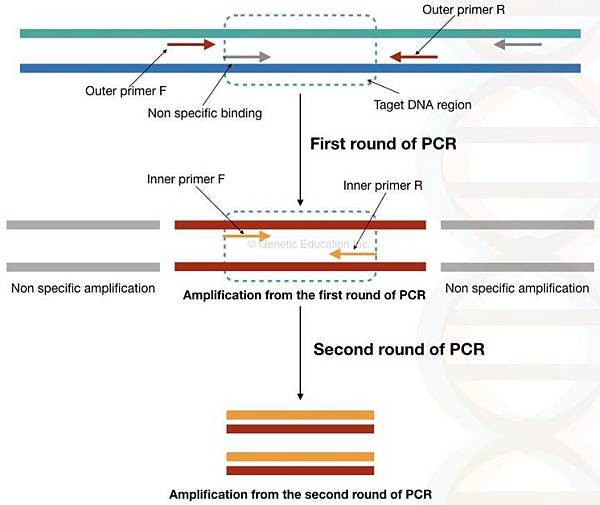 Outer primer R
Outer primer F
Non specific binding
Taget DNA region
First round of PCR
Inner primer F
Inner primer R
© Genetic Education Inc.
Non specific amplification
Amplification from the first round of PCR
Non specific amplification
Second round of PCR
Amplification from the second round of PCR